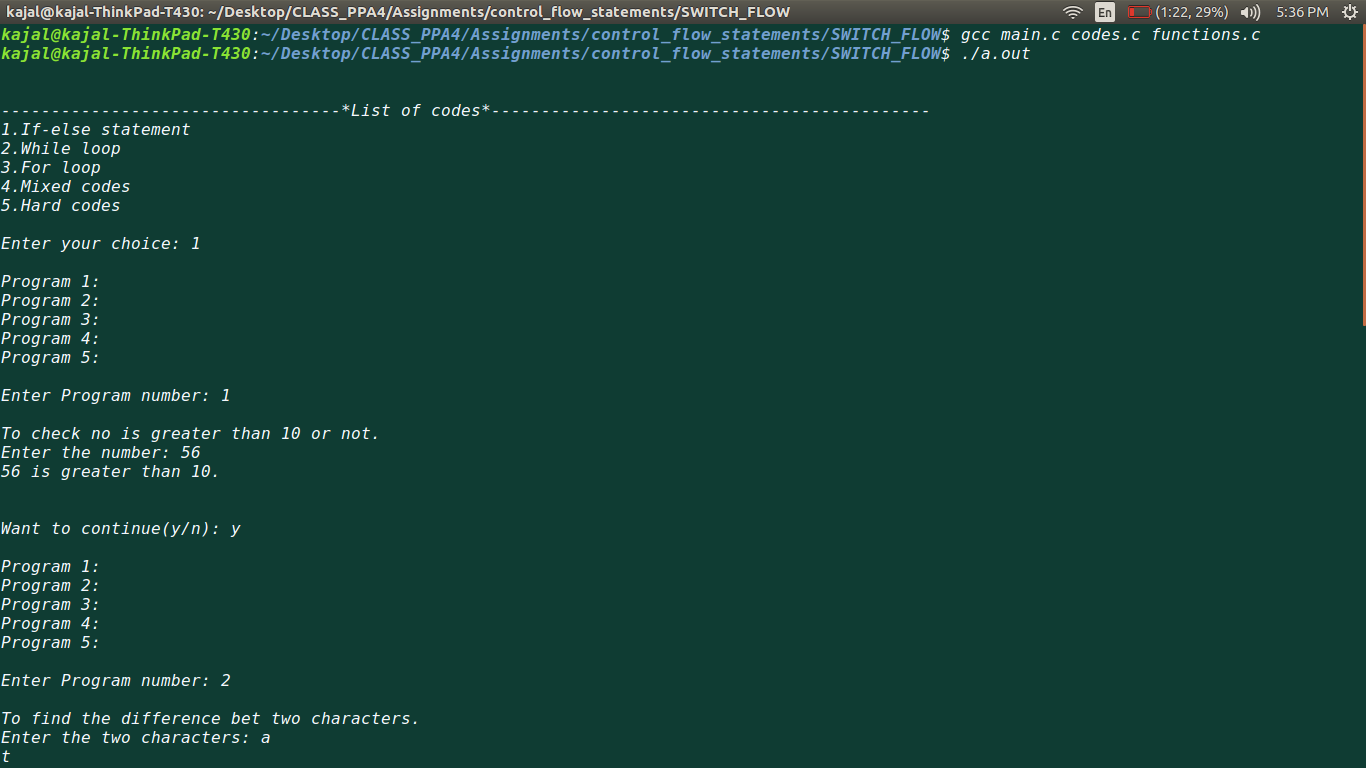 kajal@kajal-ThinkPad-T430: ~/Desktop/CLASS_PPA4/Assignments/control_flow_statements/SWITCH_FLOW En (1:22, 29%) 5:36 PM
kajal@kajal-ThinkPad-T430:~/Desktop/CLASS_PPA4/Assignments/control_flow_statements/SWITCH_FLOW$ gcc main.c codes.c functions.c
kajal@kajal-ThinkPad-T430:~/Desktop/CLASS_PPA4/Assignments/control_flow_statements/SWITCH_FLOW$ ./a.out
----------------------------------*List of codes*--------------------------------------------
1.If-else statement
2.While loop
3.For loop
4.Mixed codes
5.Hard codes
Enter your choice: 1
Program 1:
Program 2:
Program 3:
Program 4:
Program 5:
Enter Program number: 1
To check no is greater than 10 or not.
Enter the number: 56
56 is greater than 10.
Want to continue(y/n): y
Program 1:
Program 2:
Program 3:
Program 4:
Program 5:
Enter Program number: 2
To find the difference bet two characters.
Enter the two characters: a
t